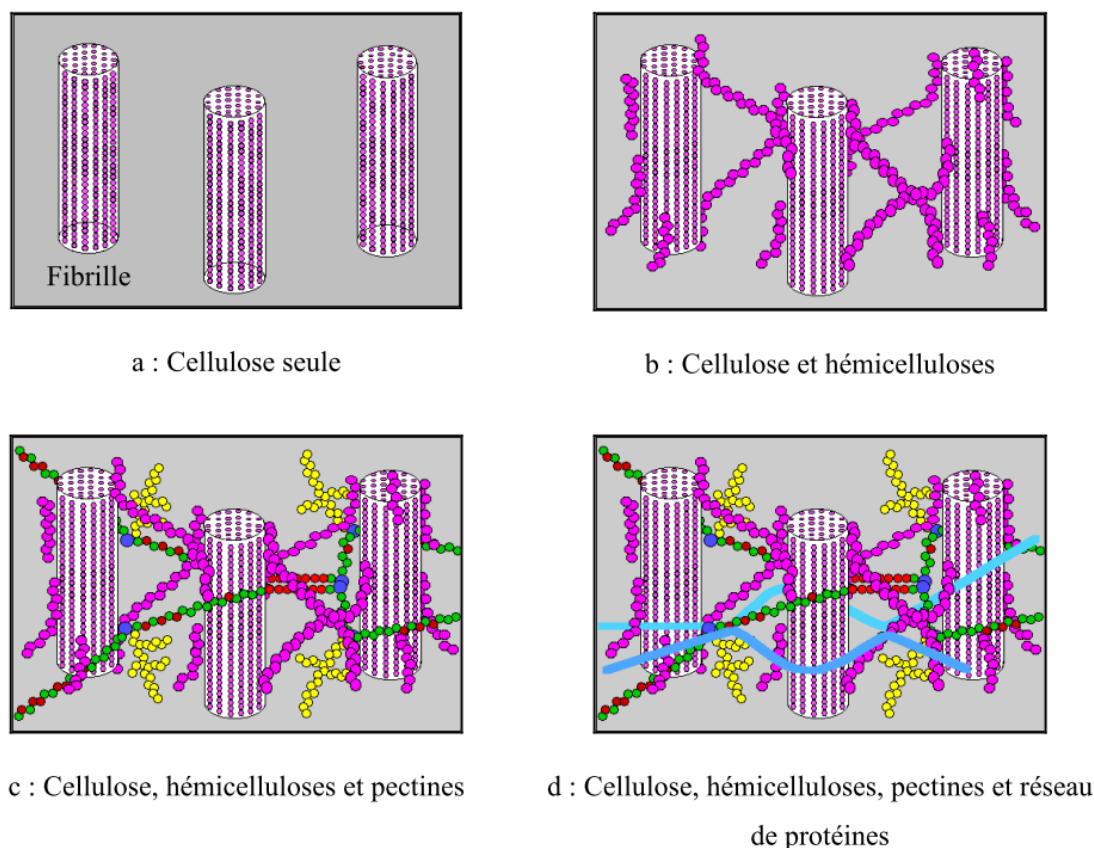 Fibrille
a : Cellulose seule
b : Cellulose et hémicelluloses
c : Cellulose, hémicelluloses et pectines
d : Cellulose, hémicelluloses, pectines et réseau
de protéines